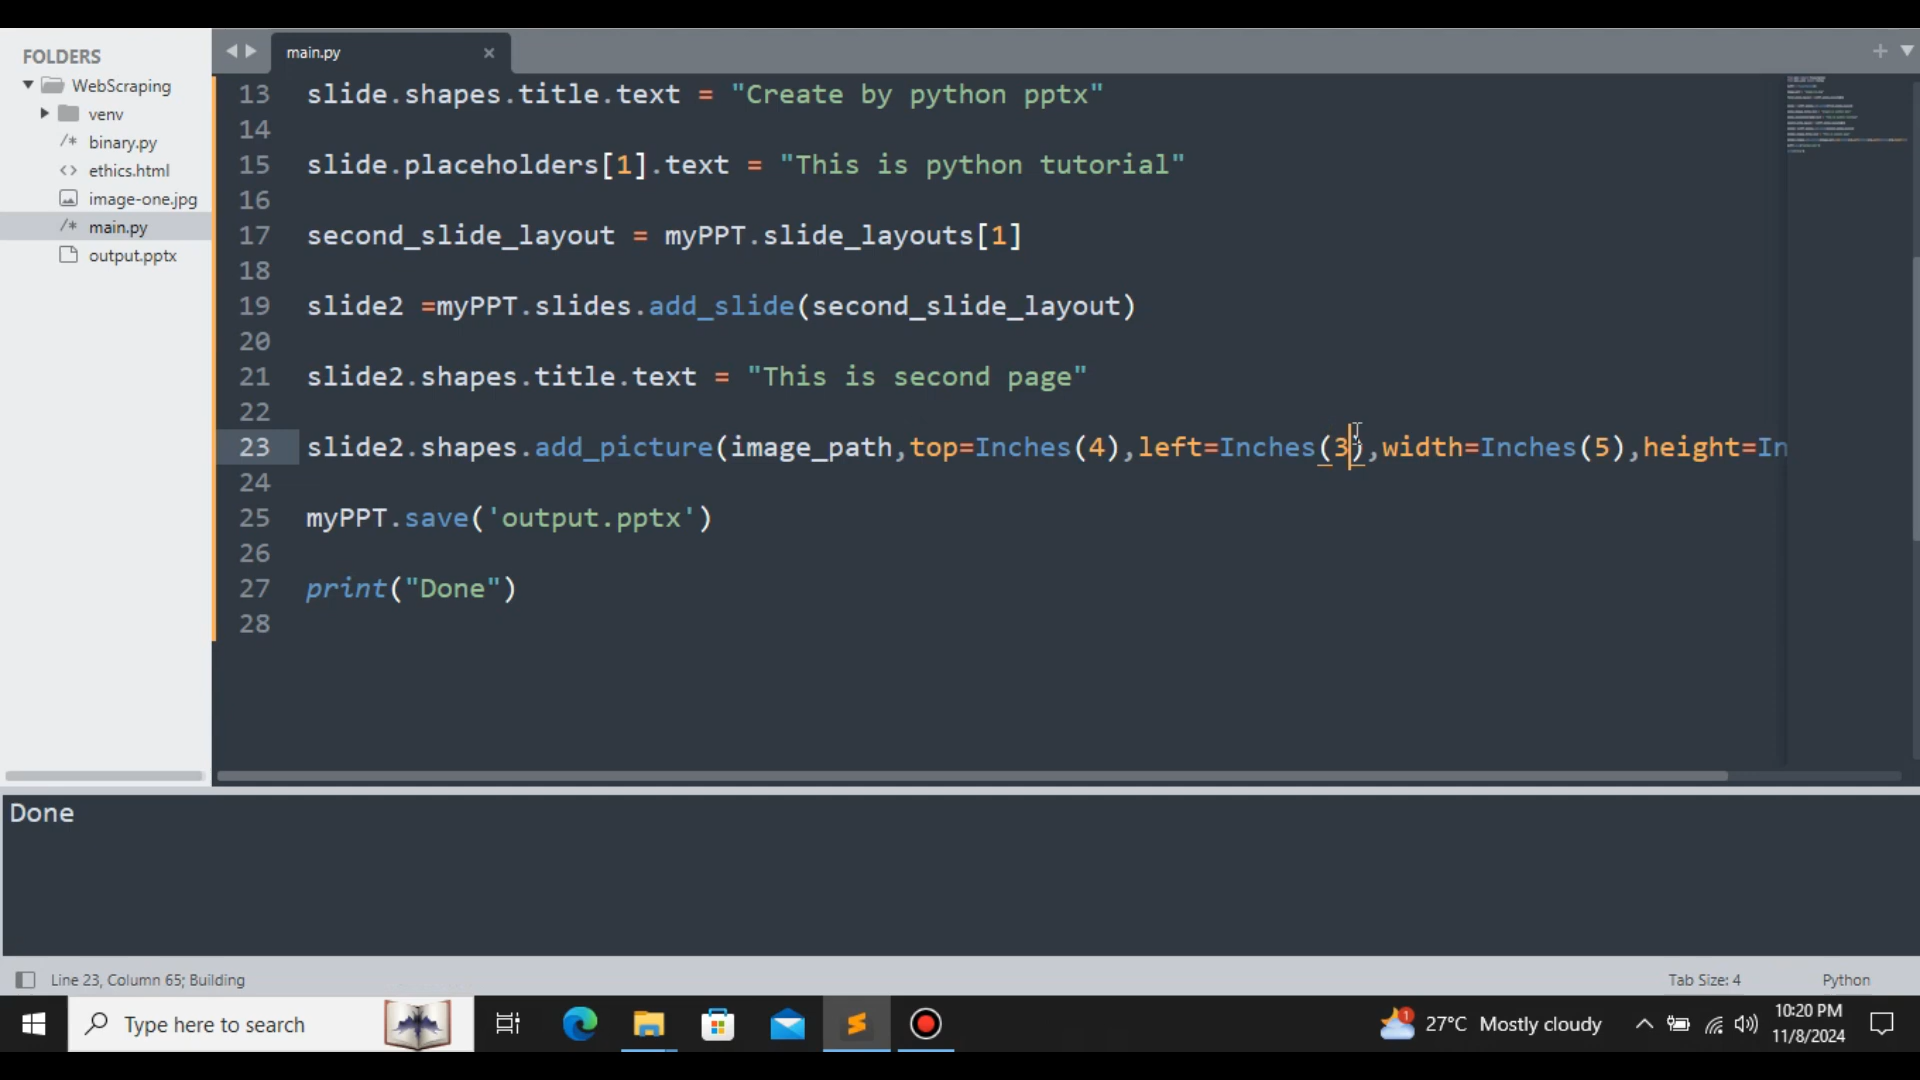 FOLDERS
WebScraping
venv
/* binary.py
<> ethics.html
image-one.jpg
/* main.py
output.pptx
main.py ×
13 slide.shapes.title.text = "Create by python pptx"
14
15 slide.placeholders[1].text = "This is python tutorial"
16
17 second_slide_layout = myPPT.slide_layouts[1]
18
19 slide2 =myPPT.slides.add_slide(second_slide_layout)
20
21 slide2.shapes.title.text = "This is second page"
22
23 slide2.shapes.add_picture(image_path,top=Inches(4),left=Inches(3),width=Inches(5),height=In
24
25 myPPT.save('output.pptx')
26
27 print("Done")
28
Done
Line 23, Column 65; Building
Tab Size: 4
Python
Type here to search
1
27°C Mostly cloudy
10:20 PM
11/8/2024